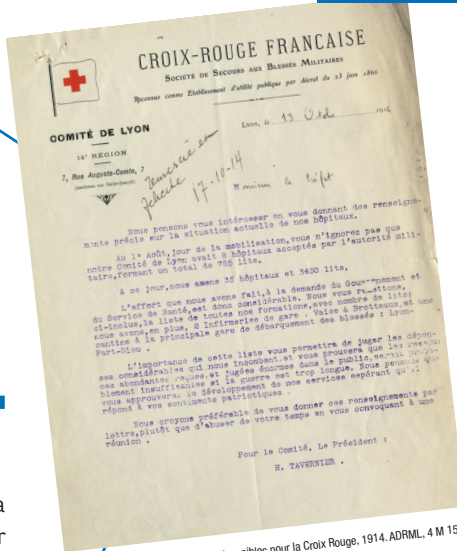 CROIX-ROUGE FRANÇAISE
SOCIÉTÉ DE SECOURS AUX BLESSÉS MILITAIRES
Reconnue comme Etablissement d'utilité publique par décret du 23 juin 1866
COMITÉ DE LYON
14e RÉGION
7, Rue Auguste-Comte, 7
LYON, le 13 Octobre 1914
remercié et
félicité
17-10-14
Monsieur le Préfet
Nous pensons vous intéresser en vous donnant des renseigne-
ments précis sur la situation actuelle de nos hôpitaux.
Au 1° Août, jour de la mobilisation, vous n'ignorez pas que
notre Comité de Lyon avait 8 hôpitaux acceptés par l'autorité mili-
taire, formant un total de 755 lits.
A ce jour, nous avons 35 hôpitaux et 3450 lits.
L'effort que nous avons fait, à la demande du Gouvernement et
du Service de Santé, est donc considérable. Nous vous remettons,
ci-inclus, la liste de toutes nos formations, avec nombre de lits;
nous avons, en plus, 2 Infirmeries de gare : Vaise & Brotteaux, et une
cantine à la principale gare de débarquement des blessés : Lyon-
Part-Dieu .
L'importance de cette liste vous permettra de juger les dépen-
ses considérables qui nous incombent et vous prouvera que les
ces abondantes reçues, et jugées énormes dans le public, seront
blement insuffisantes si la guerre est trop longue. Nous pensons que
vous approuverez le développement de nos services espérant qu'il
répond à vos sentiments patriotiques .
Nous croyons préférable de vous donner ces renseignements par
lettre, plutôt que d'abuser de votre temps en vous convoquant à une
réunion .
Pour le Comité, Le Président :
H. TAVERNIER .
pour la Croix Rouge, 1914. ADRML, 4 M 15